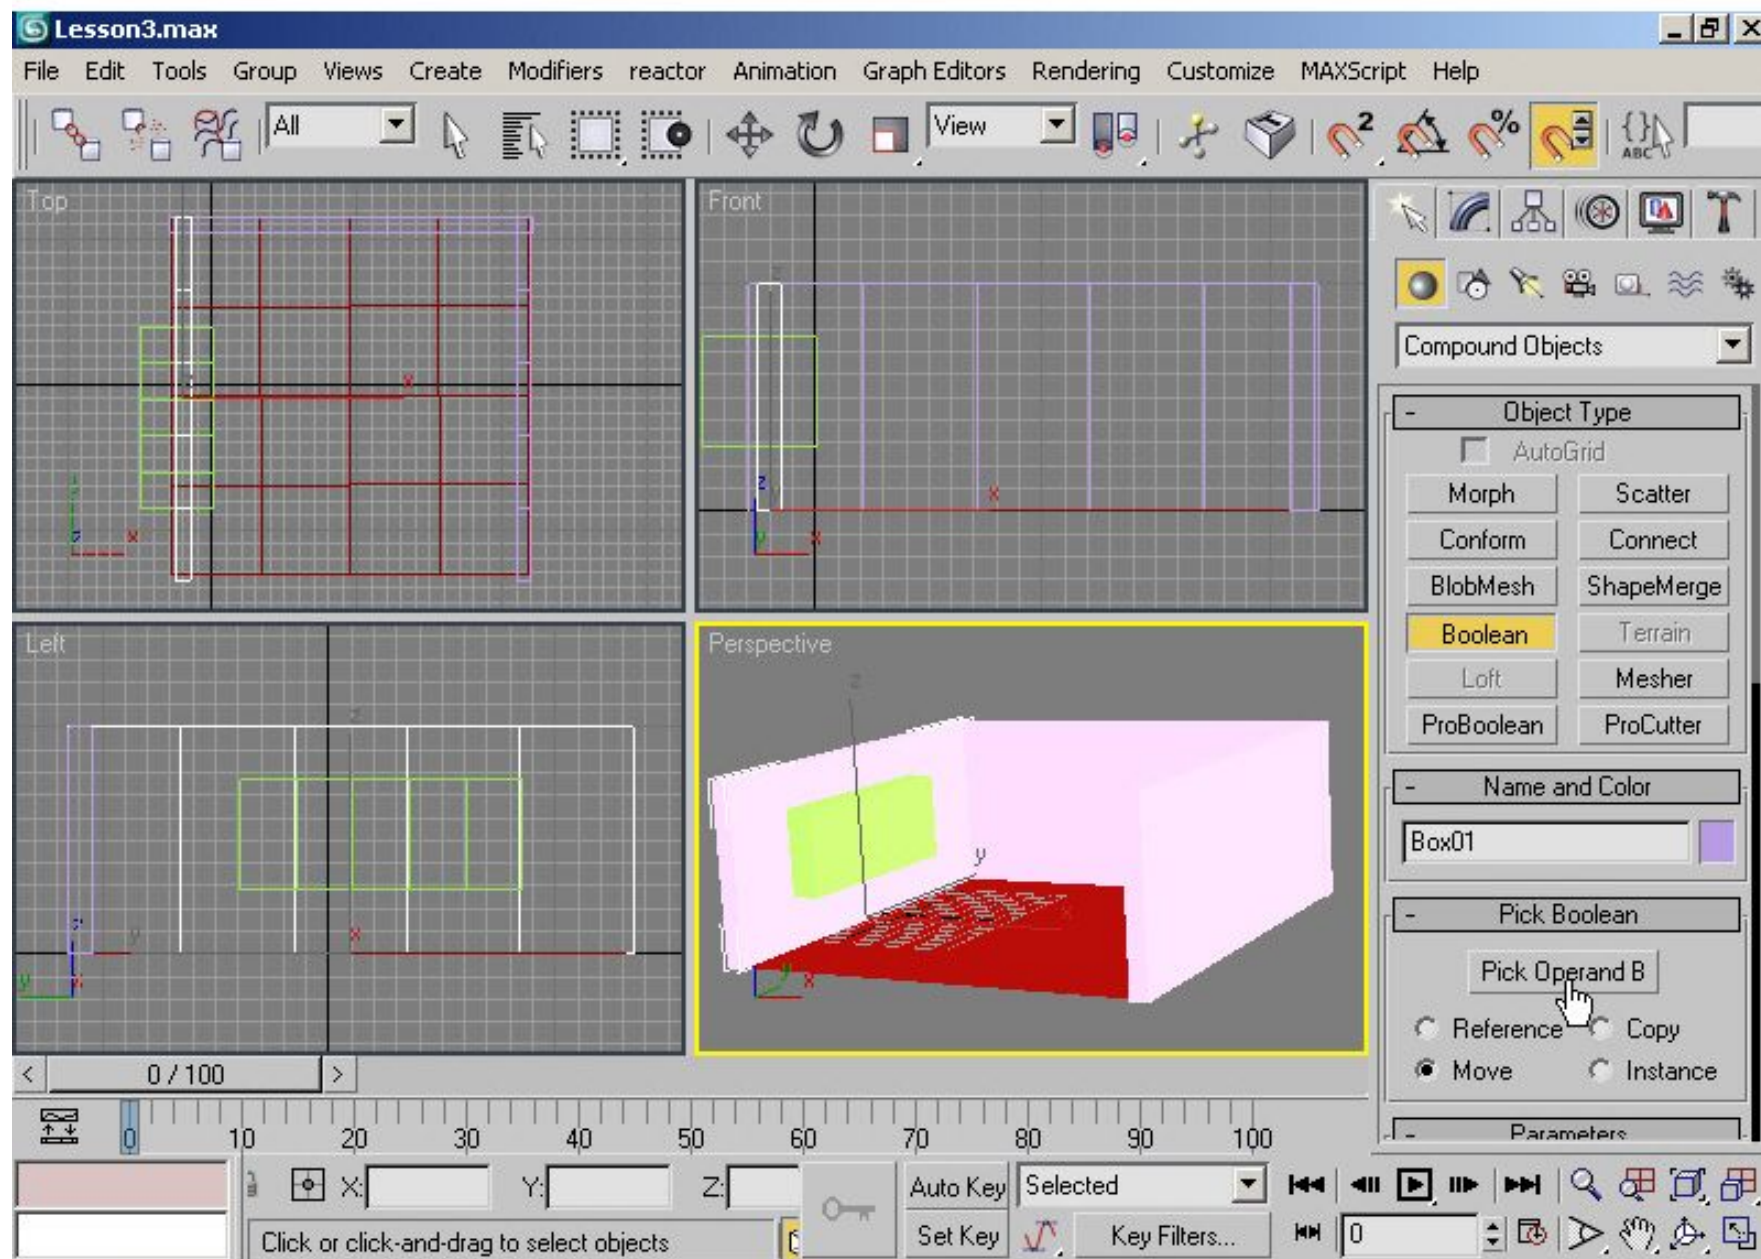 Lesson3.max
File Edit Tools Group Views Create Modifiers reactor Animation Graph Editors Rendering Customize MAXScript Help
All View 2 % {} ABC
Top Front
x z x z x y x
Left Perspective
z y x z y x z y x y x
Compound Objects
- Object Type
AutoGrid
Morph Scatter
Conform Connect
BlobMesh ShapeMerge
Boolean Terrain
Loft Mesher
ProBoolean ProCutter
- Name and Color
Box01
- Pick Boolean
Pick Operand B
Reference Copy
Move Instance
- Parameters
< 0 / 100 >
0 10 20 30 40 50 60 70 80 90 100
X: Y: Z: Auto Key Selected
Click or click-and-drag to select objects Set Key Key Filters... 0